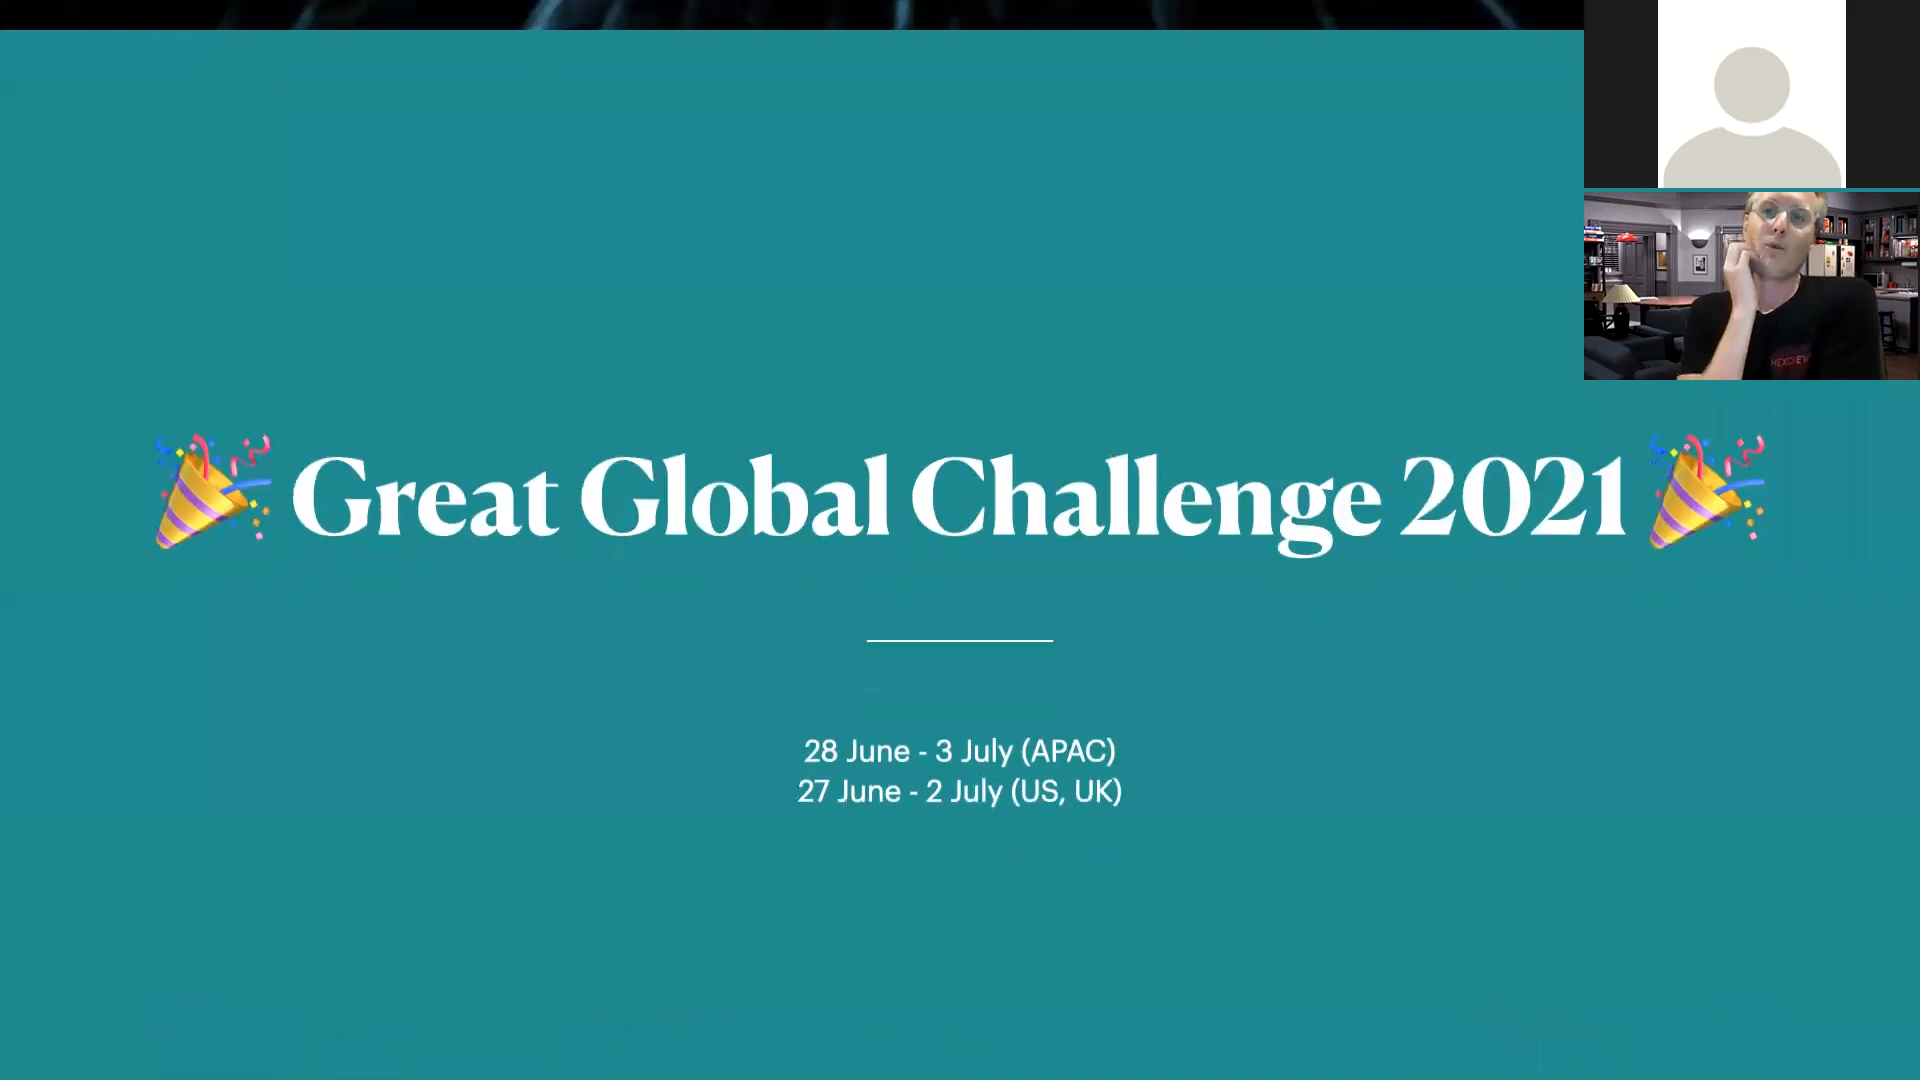 🎉 Great Global Challenge 2021 🎉
28 June - 3 July (APAC)
27 June - 2 July (US, UK)